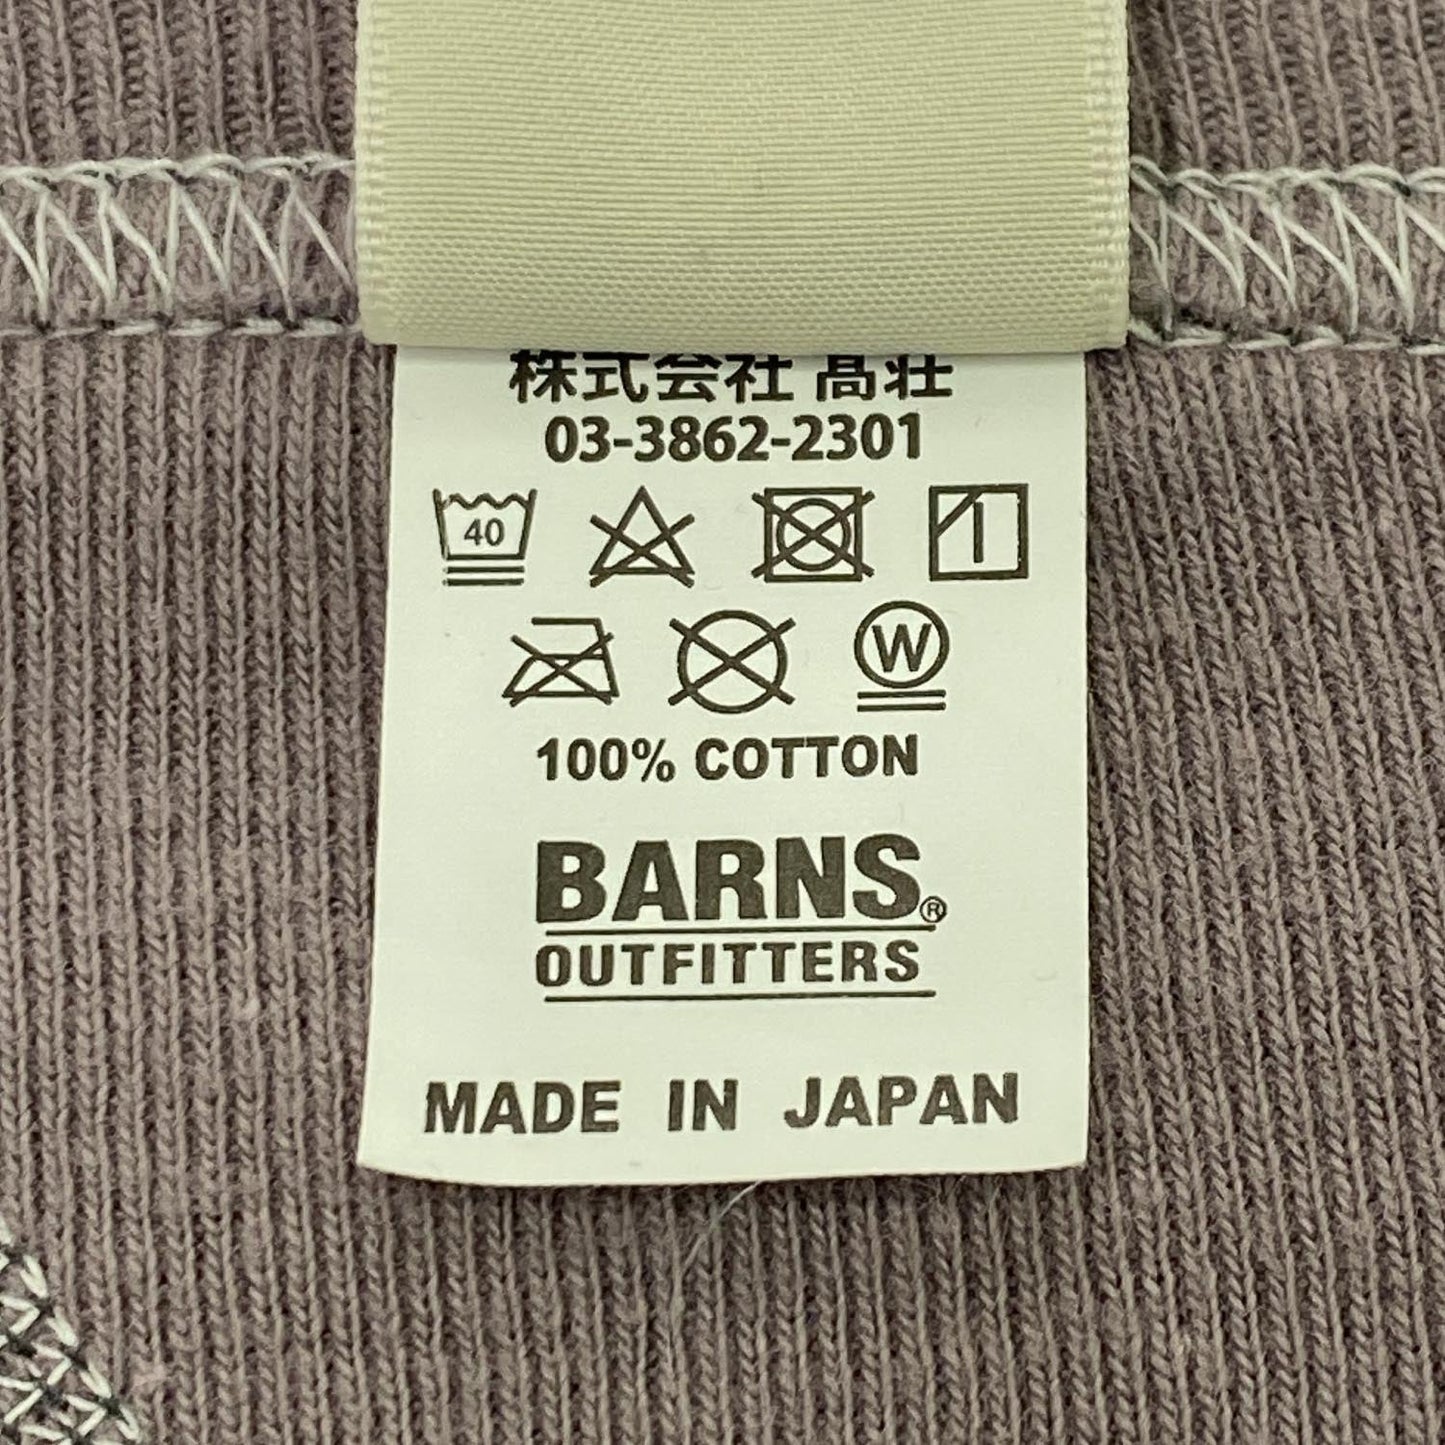 株式会社 髙荘
03-3862-2301
40
W
100% COTTON
BARNS®
OUTFITTERS
MADE IN JAPAN